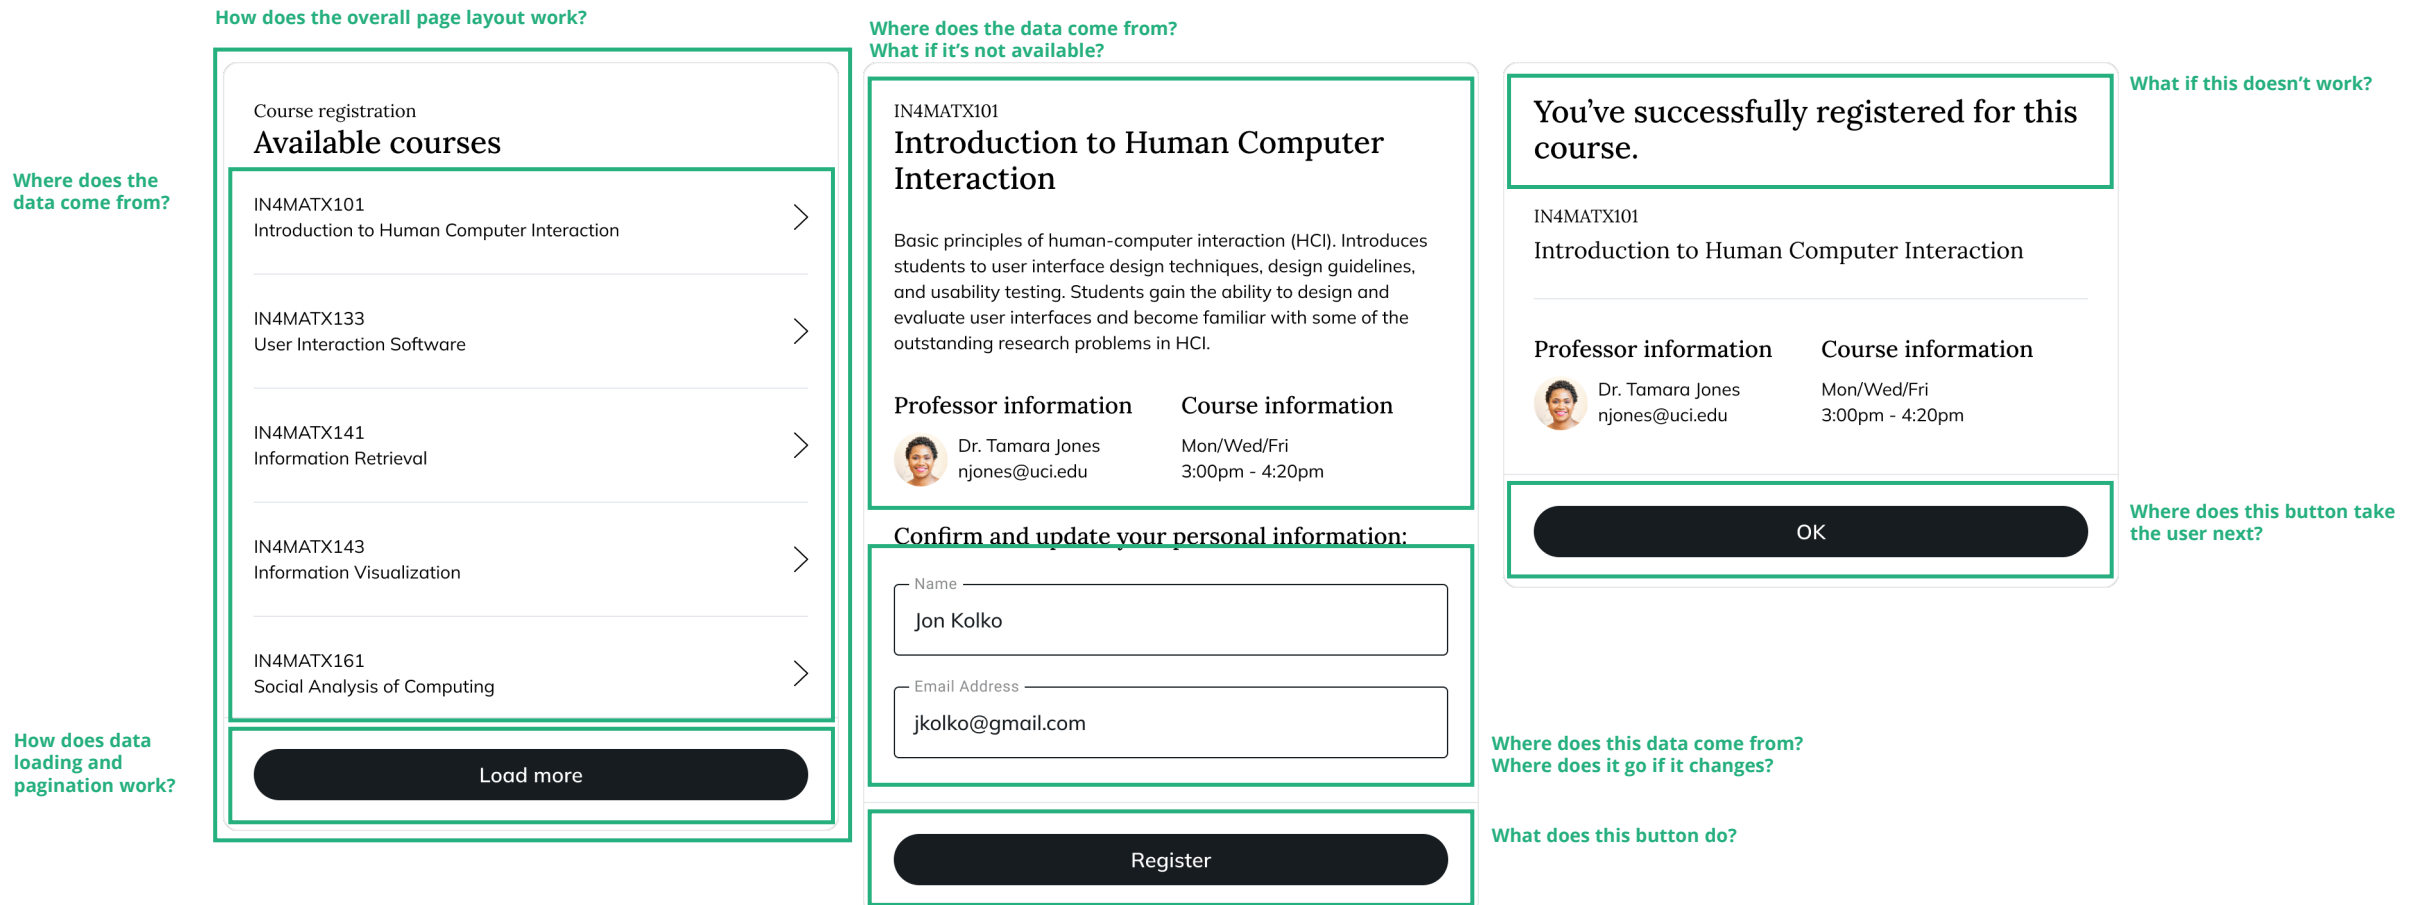 How does the overall page layout work?
Where does the
data come from?
How does data
loading and
pagination work?
Course registration
Available courses
IN4MATX101
Introduction to Human Computer Interaction
IN4MATX133
User Interaction Software
IN4MATX141
Information Retrieval
IN4MATX143
Information Visualization
IN4MATX161
Social Analysis of Computing
Load more
Where does the data come from?
What if it’s not available?
IN4MATX101
Introduction to Human Computer
Interaction
Basic principles of human-computer interaction (HCI). Introduces
students to user interface design techniques, design guidelines,
and usability testing. Students gain the ability to design and
evaluate user interfaces and become familiar with some of the
outstanding research problems in HCI.
Professor information
Dr. Tamara Jones
njones@uci.edu
Course information
Mon/Wed/Fri
3:00pm - 4:20pm
Confirm and update your personal information:
Name
Jon Kolko
Email Address
jkolko@gmail.com
Where does this data come from?
Where does it go if it changes?
Register
What does this button do?
You’ve successfully registered for this
course.
What if this doesn’t work?
IN4MATX101
Introduction to Human Computer Interaction
Professor information
Dr. Tamara Jones
njones@uci.edu
Course information
Mon/Wed/Fri
3:00pm - 4:20pm
OK
Where does this button take
the user next?